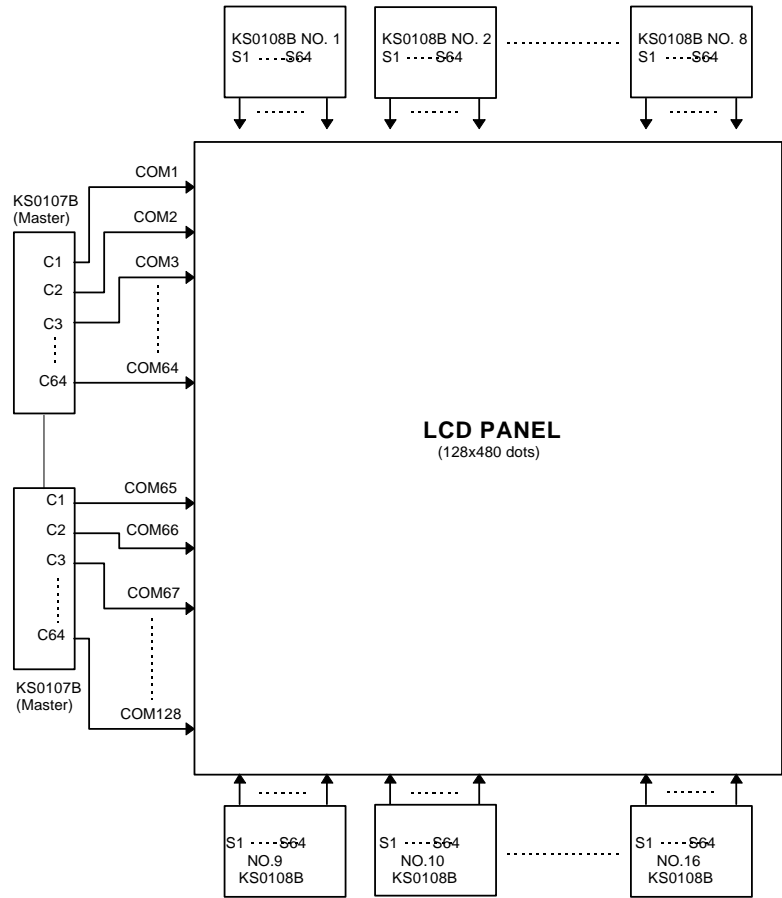 KS0108B NO. 1
S1 ........ S64
KS0108B NO. 2
S1 ........ S64
KS0108B NO. 8
S1 ........ S64
KS0107B
(Master)
C1
C2
C3
C64
COM1
COM2
COM3
COM64
LCD PANEL
(128x480 dots)
C1
C2
C3
C64
KS0107B
(Master)
COM65
COM66
COM67
COM128
S1 ........ S64
NO.9
KS0108B
S1 ........ S64
NO.10
KS0108B
S1 ........ S64
NO.16
KS0108B